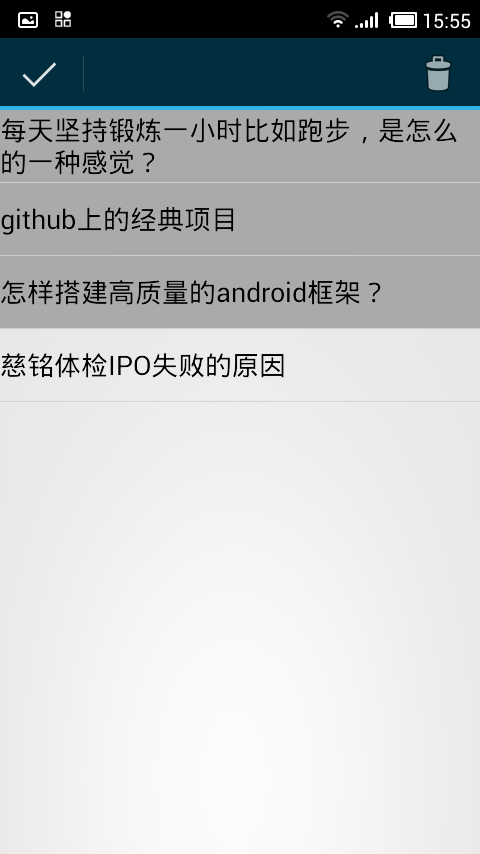 15:55
每天坚持锻炼一小时比如跑步，是怎么
的一种感觉？
github上的经典项目
怎样搭建高质量的android框架？
慈铭体检IPO失败的原因